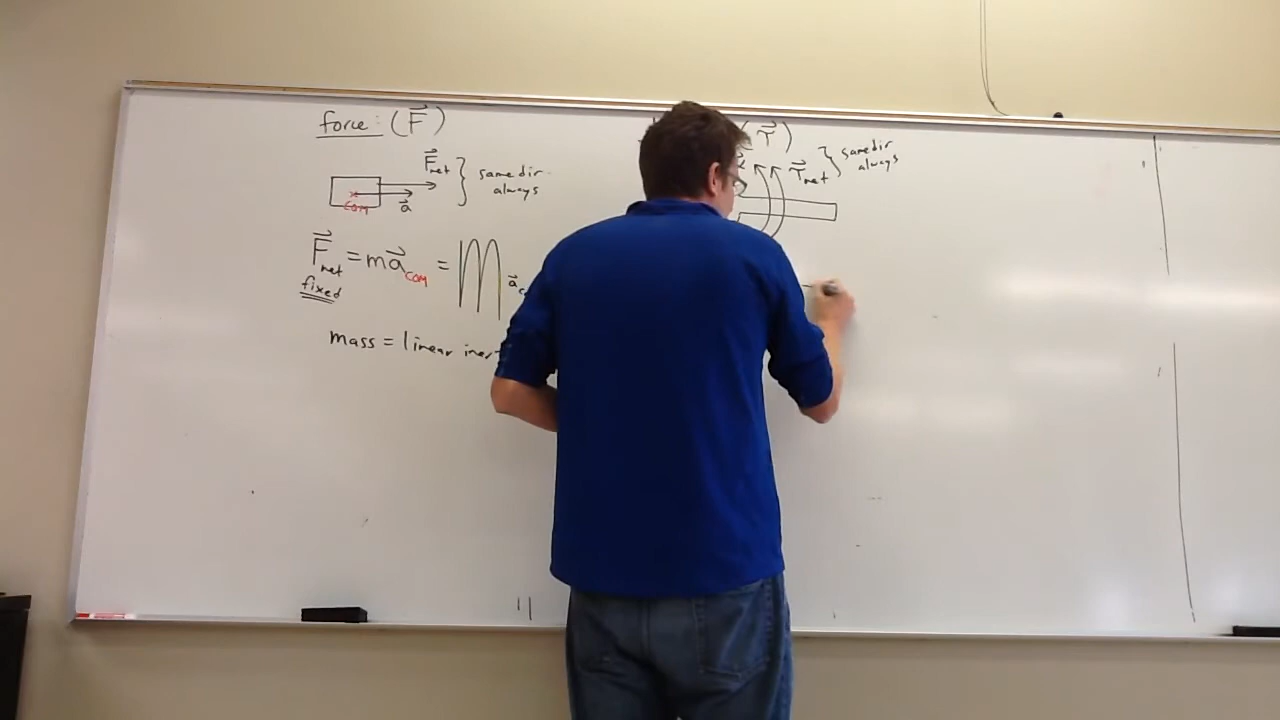 force: (F⃗)
F⃗net } same dir always
a⃗
COM
F⃗net = ma⃗COM = m a⃗
fixed
mass = linear iner
(τ⃗)
τ⃗net } same dir always